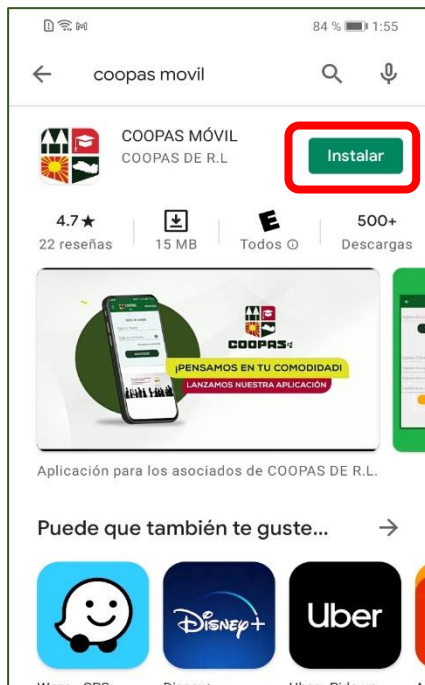 84 % 1:55
coopas movil
COOPAS MÓVIL
COOPAS DE R.L
Instalar
4.7★
22 reseñas
15 MB
E
Todos
500+
Descargas
COOPAS
¡PENSAMOS EN TU COMODIDAD!
LANZAMOS NUESTRA APLICACIÓN
Aplicación para los asociados de COOPAS DE R.L.
Puede que también te guste... →
Disney+
Uber